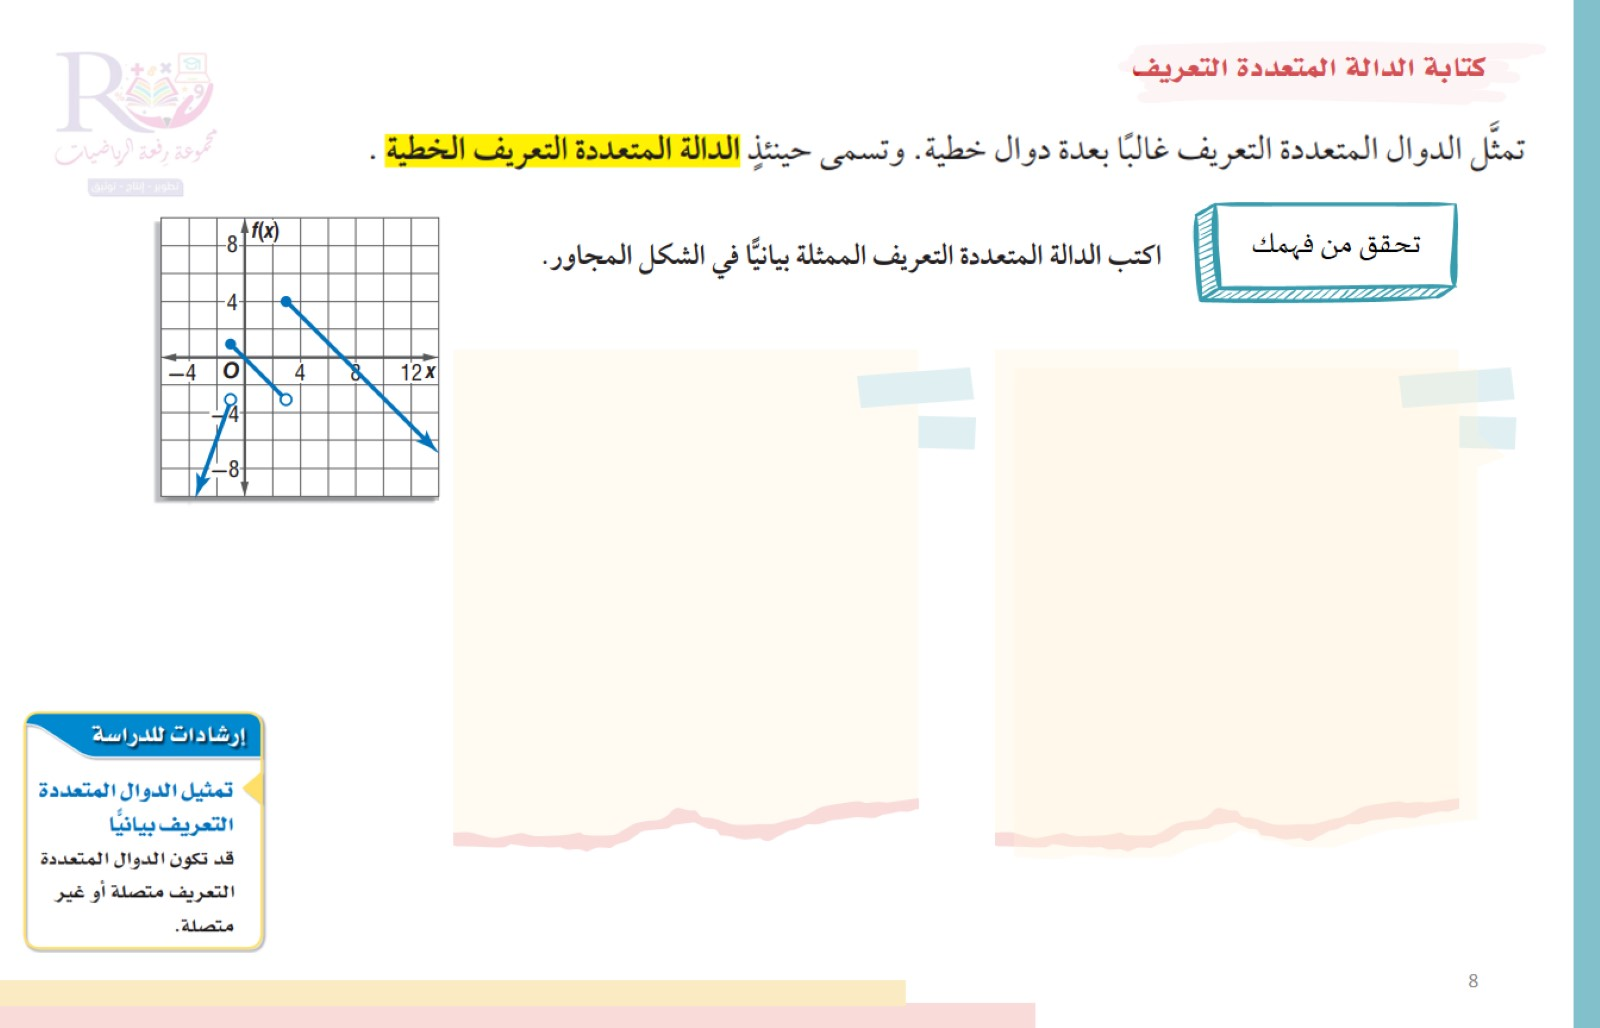 كتابة الدالة المتعددة التعريف
R
مجموعة رفعة الرياضيات
تطوير - إنتاج - توثيق
تمثَّل الدوال المتعددة التعريف غالبًا بعدة دوال خطية. وتسمى حينئذٍ الدالة المتعددة التعريف الخطية .
تحقق من فهمك
اكتب الدالة المتعددة التعريف الممثلة بيانيًّا في الشكل المجاور.
f(x)
8
4
−4 O 4 8 12 x
−4
−8
إرشادات للدراسة
تمثيل الدوال المتعددة
التعريف بيانيًّا
قد تكون الدوال المتعددة
التعريف متصلة أو غير
متصلة.
8